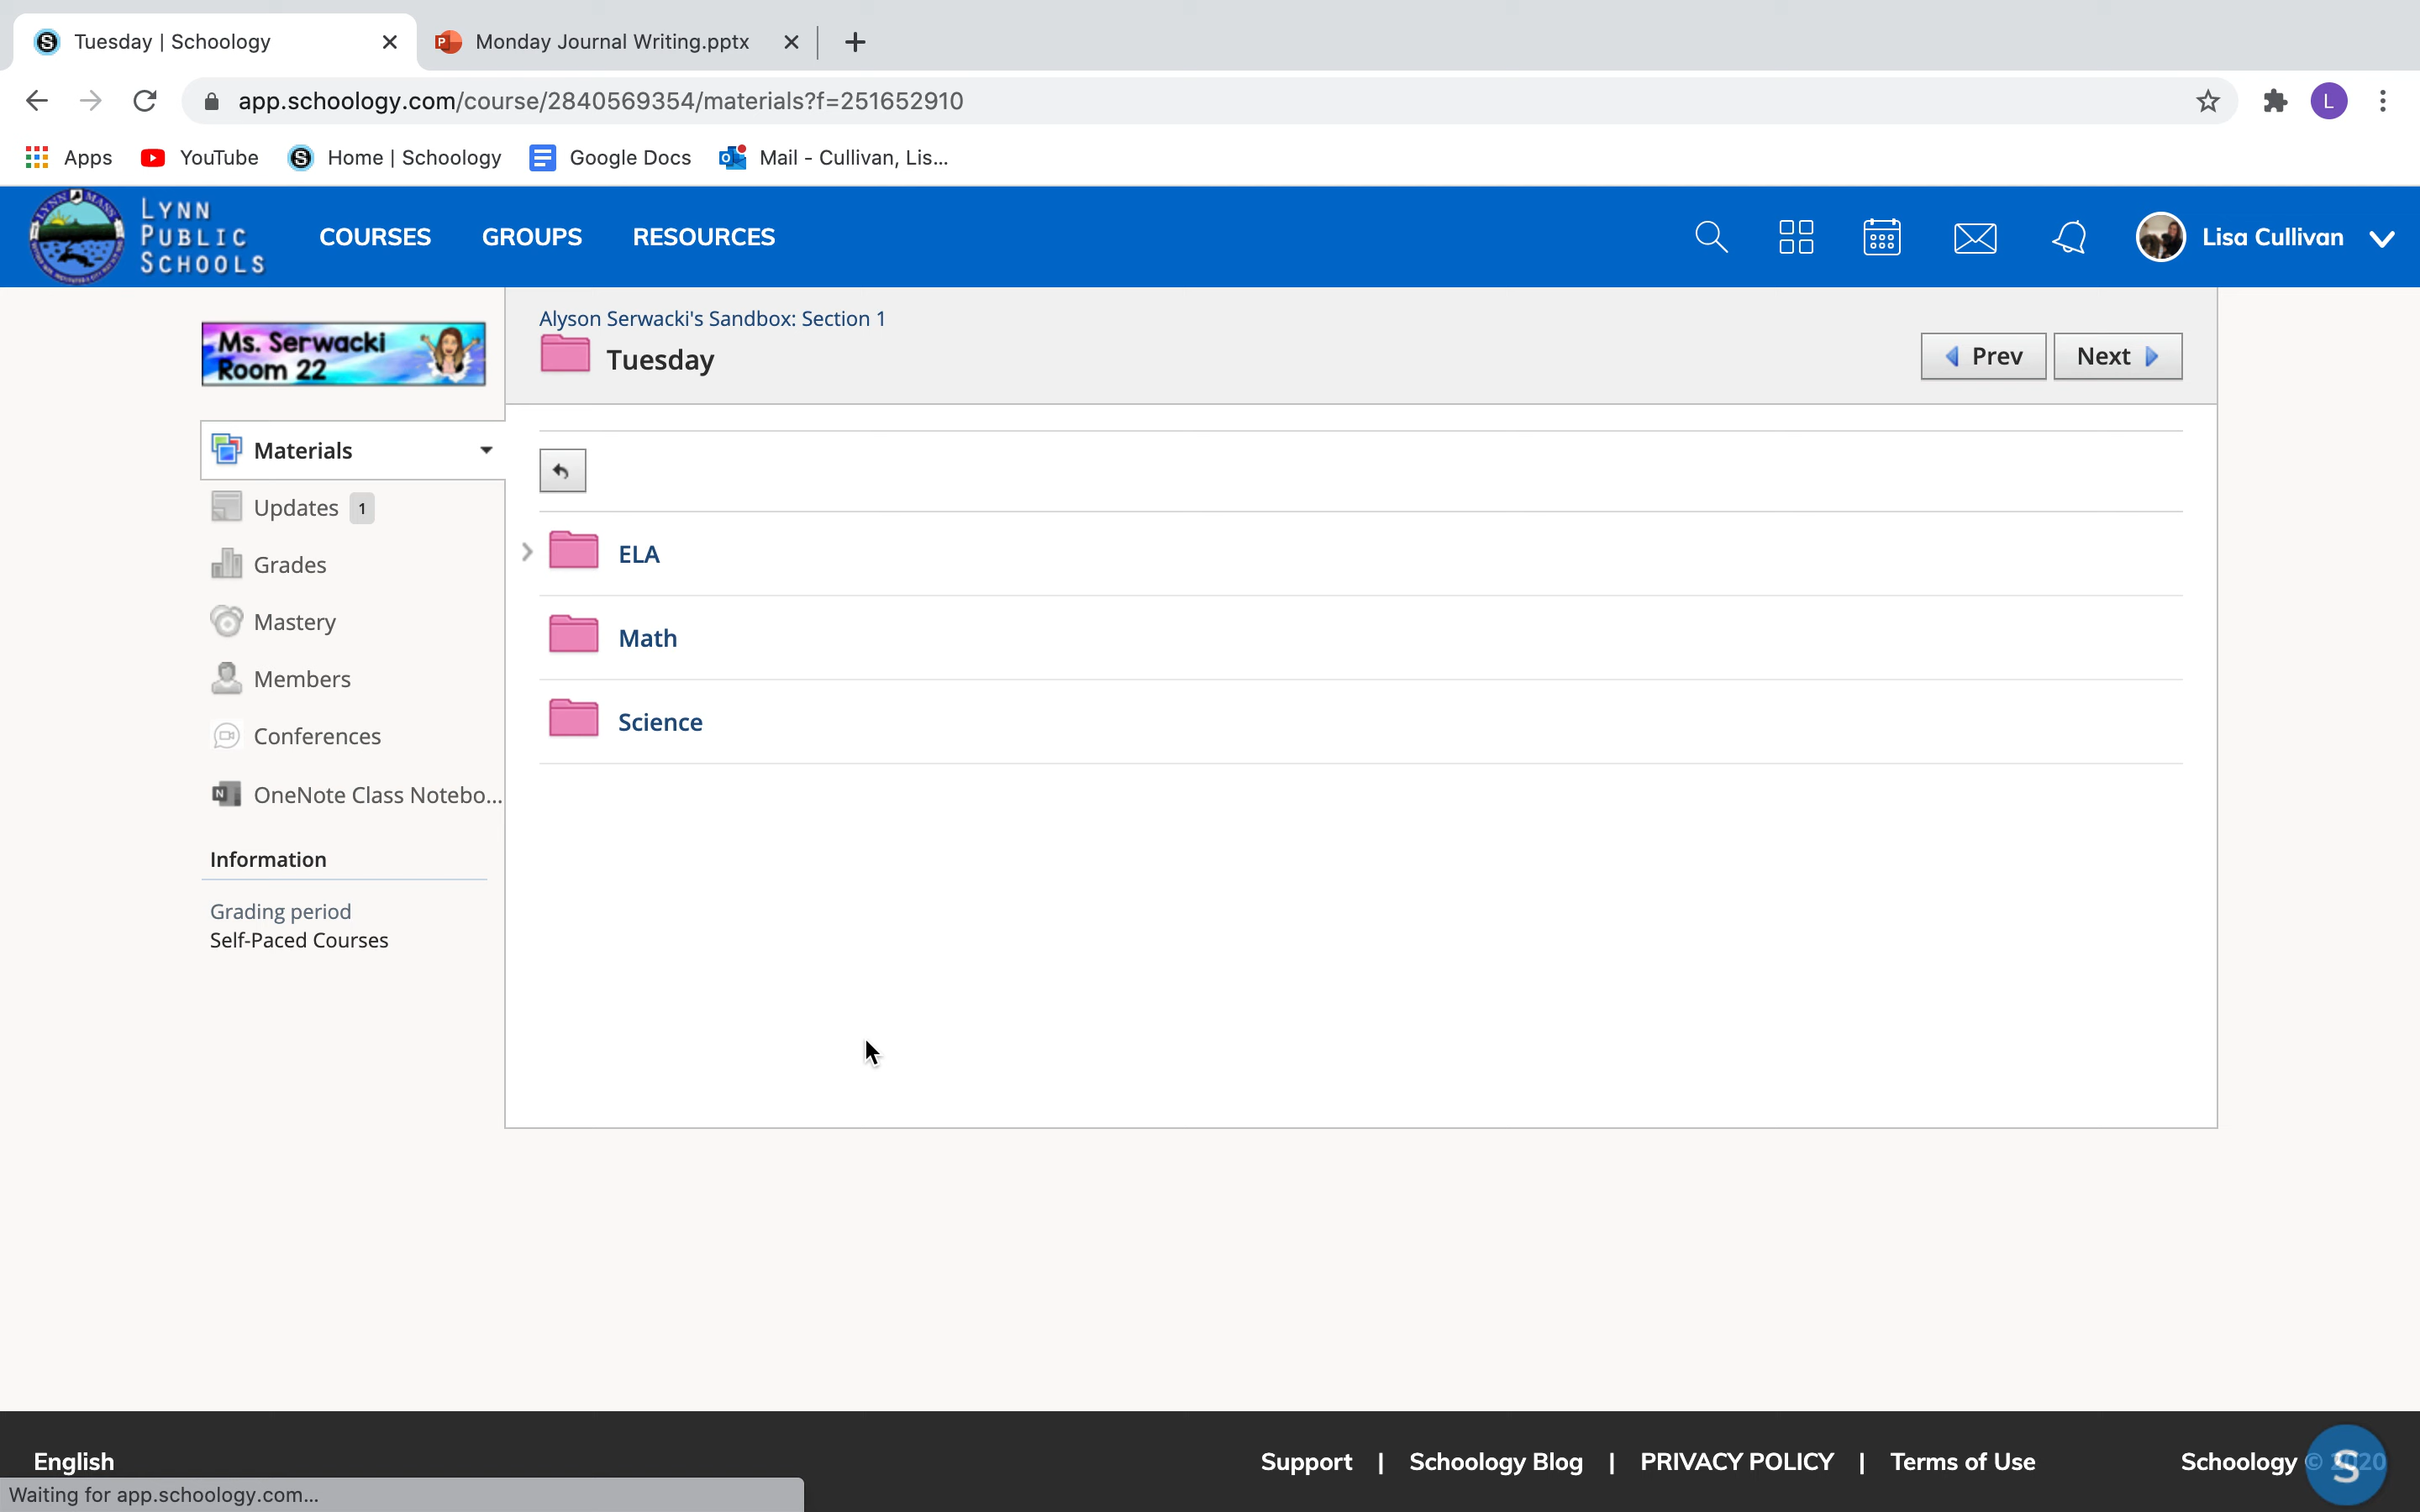 Tuesday | Schoology
Monday Journal Writing.pptx
app.schoology.com/course/2840569354/materials?f=251652910
L
Apps
YouTube
Home | Schoology
Google Docs
Mail - Cullivan, Lis...
LYNN
PUBLIC
SCHOOLS
COURSES
GROUPS
RESOURCES
Lisa Cullivan
Ms. Serwacki
Room 22
Alyson Serwacki's Sandbox: Section 1
Tuesday
Prev
Next
Materials
Updates 1
Grades
Mastery
Members
Conferences
OneNote Class Notebo...
Information
Grading period
Self-Paced Courses
ELA
Math
Science
English
Support | Schoology Blog | PRIVACY POLICY | Terms of Use
Schoology © 2020
S
Waiting for app.schoology.com...